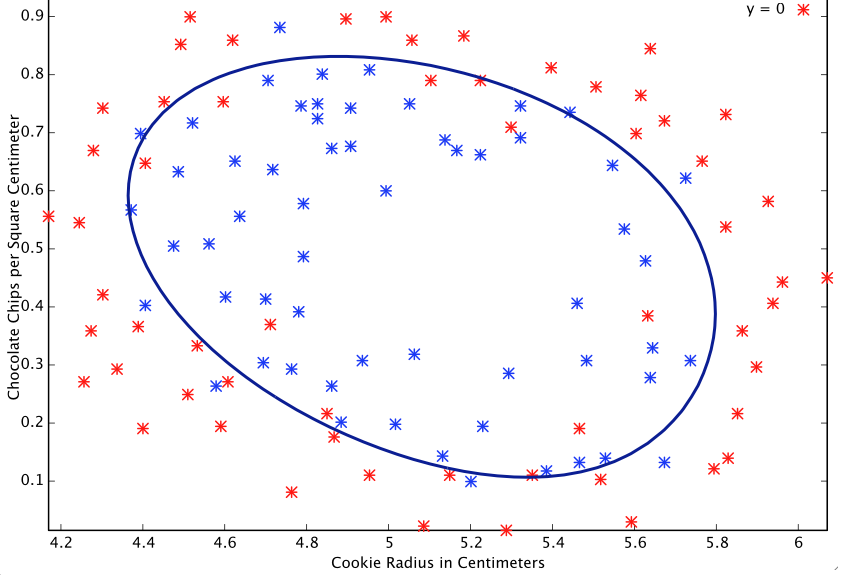 y = 0
0.9
0.8
0.7
0.6
0.5
0.4
0.3
0.2
0.1
Chocolate Chips per Square Centimeter
4.2 4.4 4.6 4.8 5 5.2 5.4 5.6 5.8 6
Cookie Radius in Centimeters